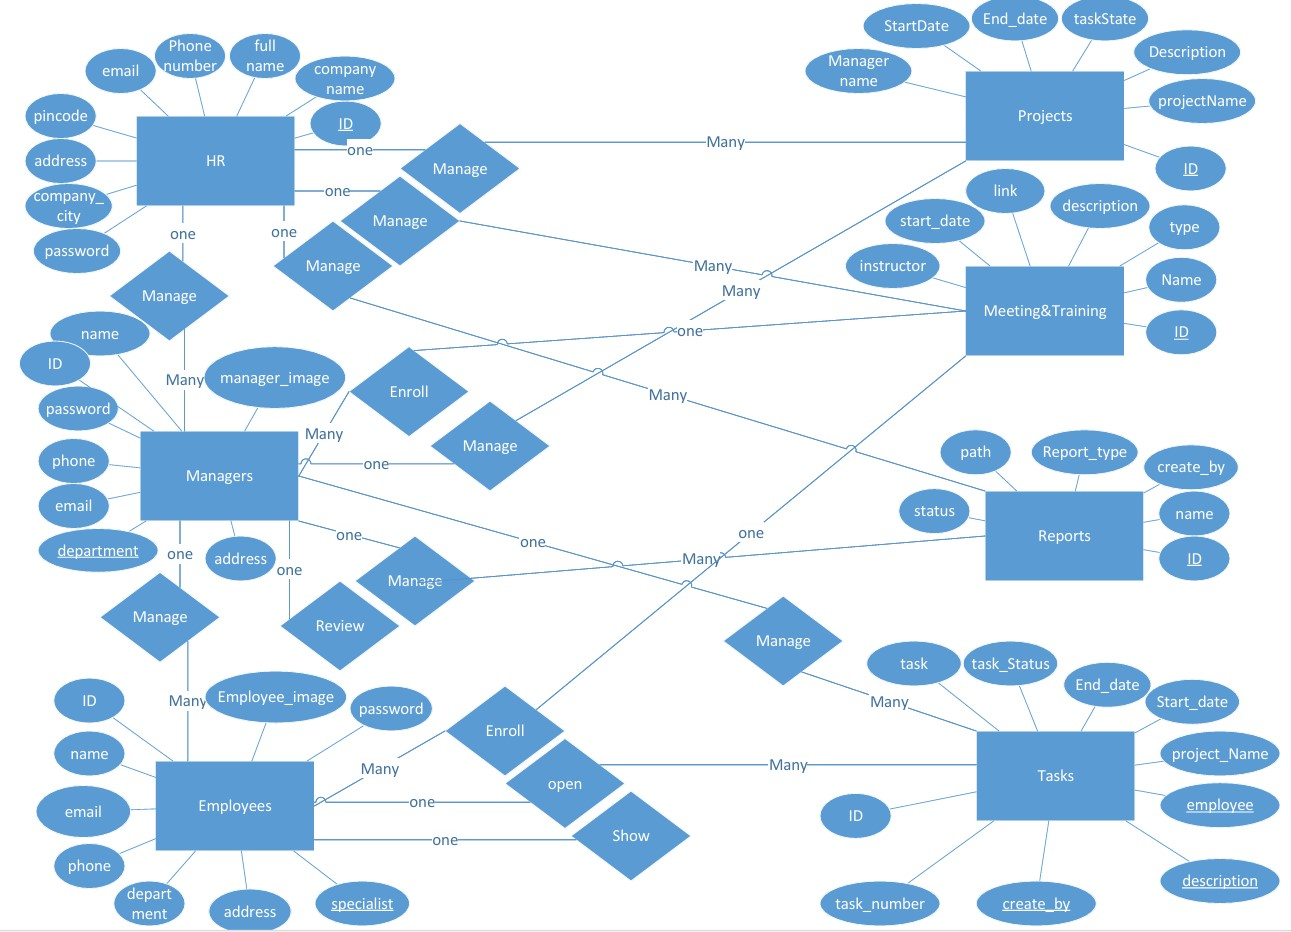 StartDate
End_date
taskState
Manager
name
Description
projectName
Projects
ID
email
Phone
number
full
name
company
name
ID
pincode
address
company_
city
password
HR
one
Manage
Many
one
Manage
Many
one
Manage
Many
one
Manage
Many
link
start_date
description
type
instructor
Name
Meeting&Training
ID
name
ID
password
phone
email
department
address
manager_image
Managers
Many
Enroll
one
one
Manage
Many
one
Manage
Many
one
Manage
Many
one
Review
one
Manage
Many
path
Report_type
create_by
status
name
Reports
ID
ID
name
email
phone
depart
ment
address
specialist
Employee_image
password
Employees
Many
Enroll
one
one
open
Many
one
Show
task
task_Status
End_date
Start_date
project_Name
employee
Tasks
ID
description
task_number
create_by